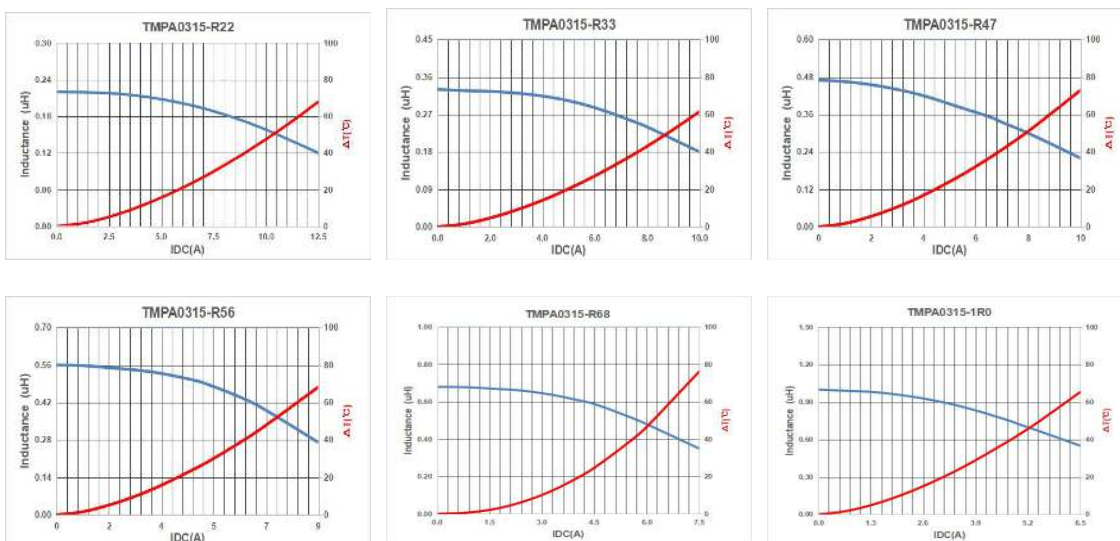 TMPA0315-R22
0.30
0.24
0.18
0.12
0.06
0.00
100
80
60
40
20
0
0.0 2.5 5.0 7.5 10.0 12.5
Inductance (uH)
ΔT(℃)
IDC(A)
TMPA0315-R33
0.45
0.36
0.27
0.18
0.09
0.00
100
80
60
40
20
0
0.0 2.0 4.0 6.0 8.0 10.0
Inductance (uH)
ΔT(℃)
IDC(A)
TMPA0315-R47
0.60
0.48
0.36
0.24
0.12
0.00
100
80
60
40
20
0
0 2 4 6 8 10
Inductance (uH)
ΔT(℃)
IDC(A)
TMPA0315-R56
0.70
0.56
0.42
0.28
0.14
0.00
100
80
60
40
20
0
0 2 4 5 7 9
Inductance (uH)
ΔT(℃)
IDC(A)
TMPA0315-R68
1.00
0.80
0.60
0.40
0.20
0.00
100
80
60
40
20
0
0.0 1.5 3.0 4.5 6.0 7.5
Inductance (uH)
ΔT(℃)
IDC(A)
TMPA0315-1R0
1.50
1.20
0.90
0.60
0.30
0.00
100
80
60
40
20
0
0.0 1.3 2.6 3.9 5.2 6.5
Inductance (uH)
ΔT(℃)
IDC(A)